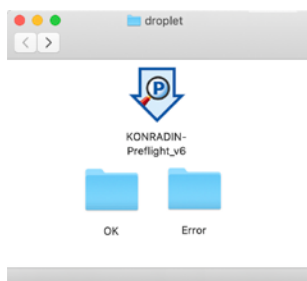 droplet
P
KONRADIN-
Preflight_v6
OK
Error